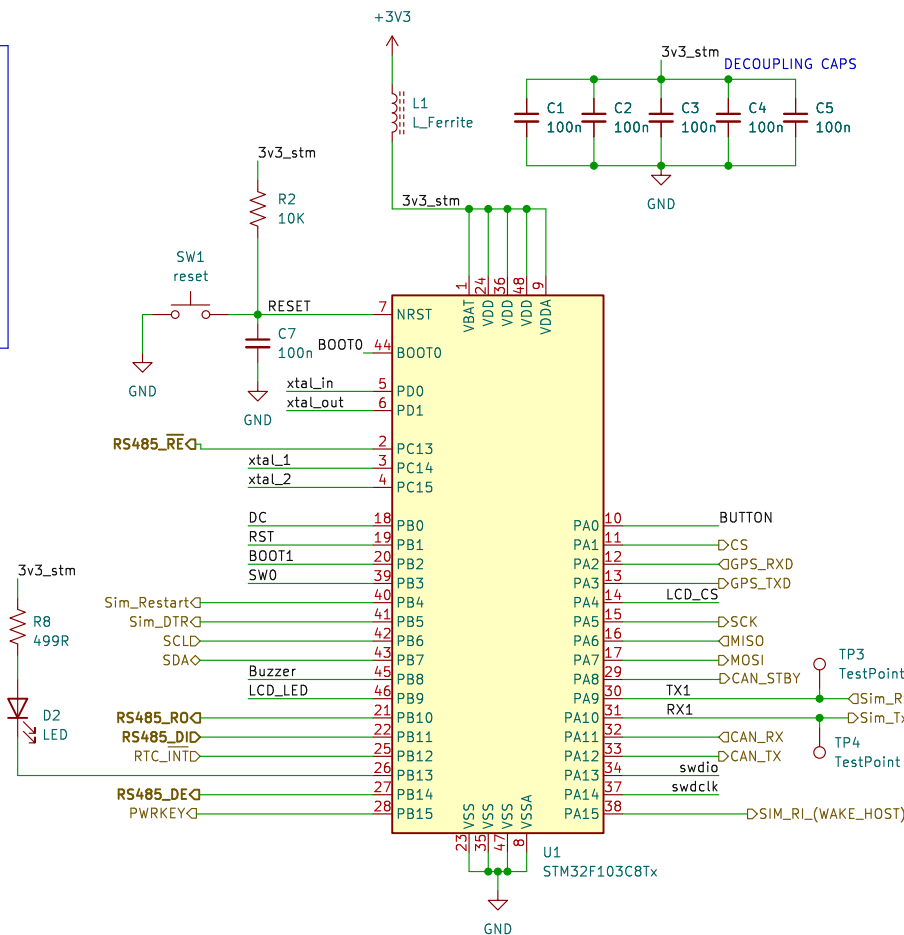 +3V3
3v3_stm
DECOUPLING CAPS
L1
L_Ferrite
C1
100n
C2
100n
C3
100n
C4
100n
C5
100n
GND
3v3_stm
R2
10K
3v3_stm
SW1
reset
RESET
C7
100n
GND
GND
BOOT0
xtal_in
xtal_out
RS485_RE
xtal_1
xtal_2
DC
RST
BOOT1
SW0
Sim_Restart
Sim_DTR
SCL
SDA
Buzzer
LCD_LED
RS485_RO
RS485_DI
RTC_INT
RS485_DE
PWRKEY
3v3_stm
R8
499R
D2
LED
1 VBAT
24 VDD
36 VDD
48 VDD
9 VDDA
7 NRST
44 BOOT0
5 PD0
6 PD1
2 PC13
3 PC14
4 PC15
18 PB0
19 PB1
20 PB2
39 PB3
40 PB4
41 PB5
42 PB6
43 PB7
45 PB8
46 PB9
21 PB10
22 PB11
25 PB12
26 PB13
27 PB14
28 PB15
PA0 10 BUTTON
PA1 11 CS
PA2 12 GPS_RXD
PA3 13 GPS_TXD
PA4 14 LCD_CS
PA5 15 SCK
PA6 16 MISO
PA7 17 MOSI
PA8 29 CAN_STBY
PA9 30 TX1 Sim_R
PA10 31 RX1 Sim_Tx
PA11 32 CAN_RX
PA12 33 CAN_TX
PA13 34 swdio
PA14 37 swdclk
PA15 38 SIM_RI_(WAKE_HOST)
TP3
TestPoint
TP4
TestPoint
23 VSS
35 VSS
47 VSS
8 VSSA
U1
STM32F103C8Tx
GND